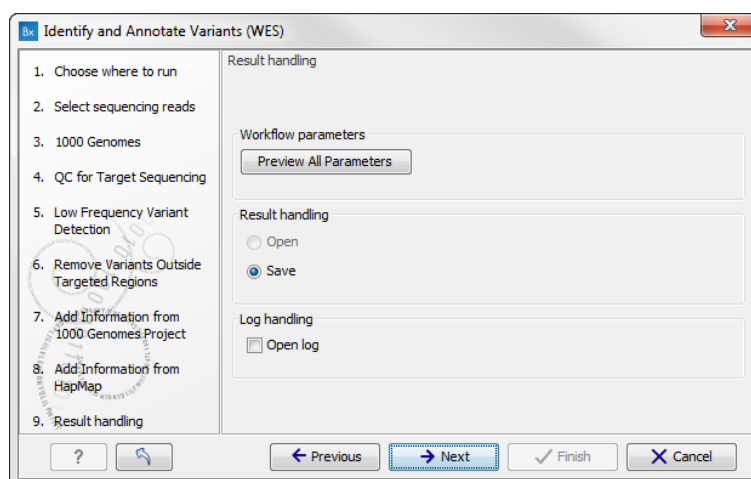 Bx Identify and Annotate Variants (WES)
X
1. Choose where to run
2. Select sequencing reads
3. 1000 Genomes
4. QC for Target Sequencing
5. Low Frequency Variant
Detection
6. Remove Variants Outside
Targeted Regions
7. Add Information from
1000 Genomes Project
8. Add Information from
HapMap
9. Result handling
Result handling
Workflow parameters
Preview All Parameters
Result handling
Open
Save
Log handling
Open log
?
Previous
Next
Finish
Cancel